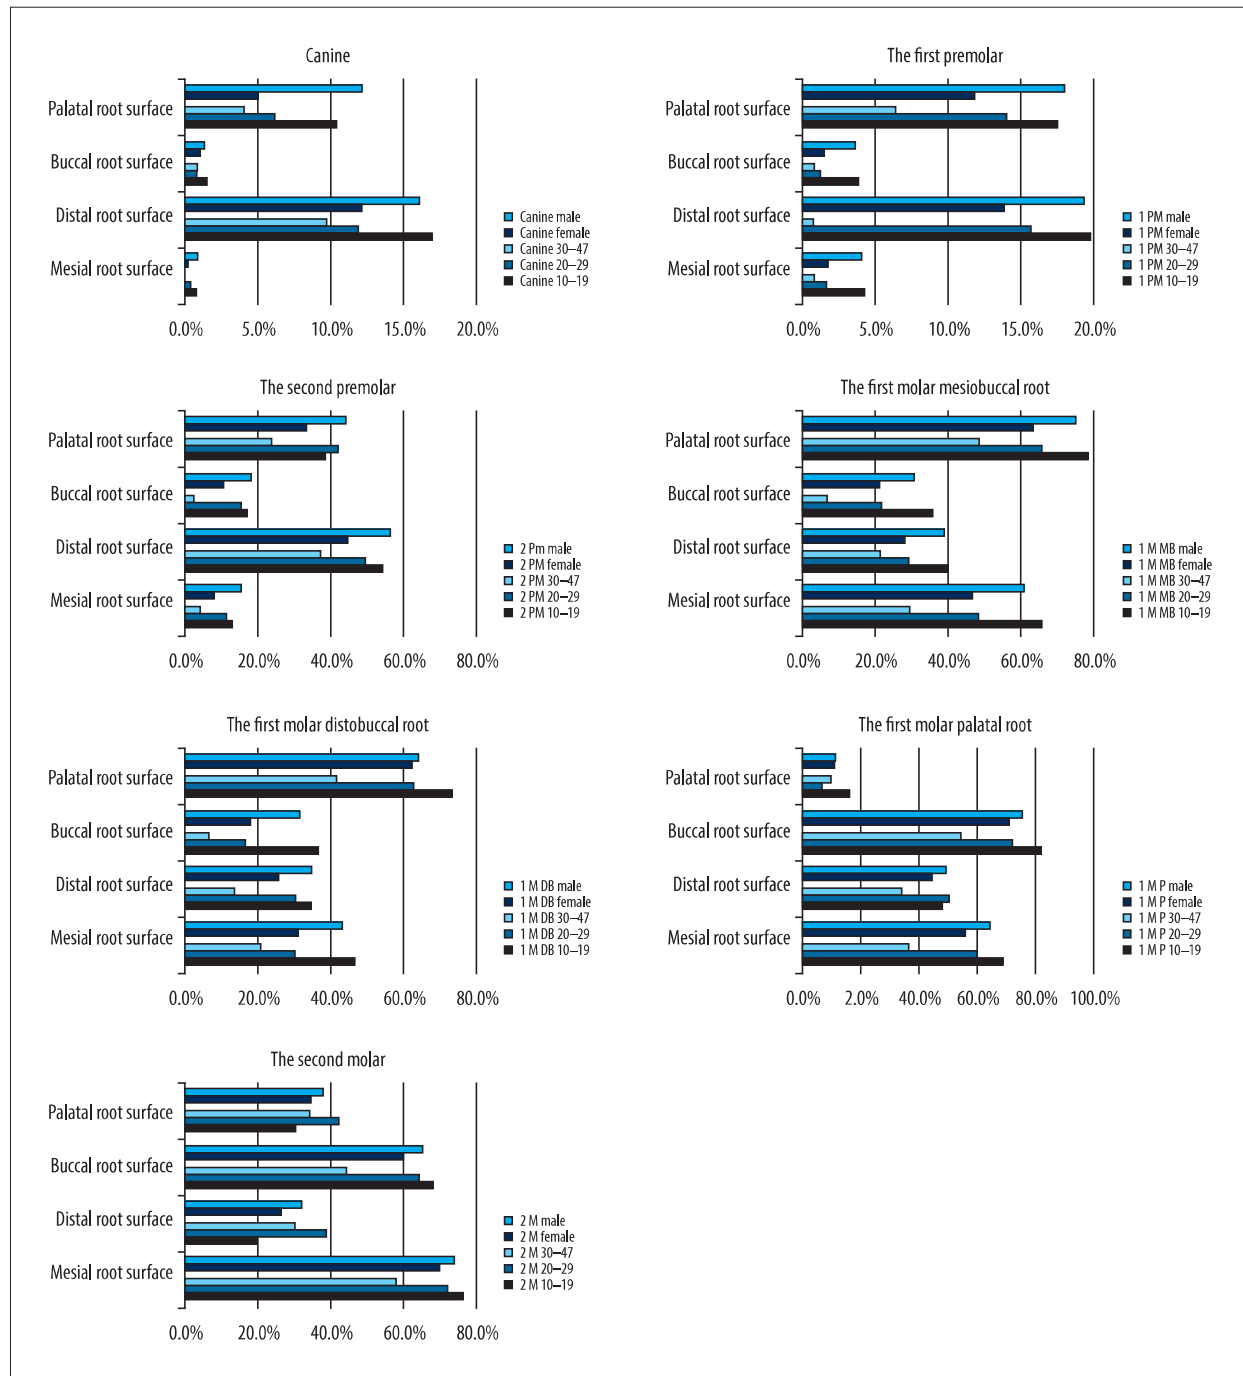 Canine
Palatal root surface
Buccal root surface
Distal root surface
Mesial root surface
Canine male
Canine female
Canine 30–47
Canine 20–29
Canine 10–19
0.0% 5.0% 10.0% 15.0% 20.0%
The first premolar
Palatal root surface
Buccal root surface
Distal root surface
Mesial root surface
1 PM male
1 PM female
1 PM 30–47
1 PM 20–29
1 PM 10–19
0.0% 5.0% 10.0% 15.0% 20.0%
The second premolar
Palatal root surface
Buccal root surface
Distal root surface
Mesial root surface
2 Pm male
2 PM female
2 PM 30–47
2 PM 20–29
2 PM 10–19
0.0% 20.0% 40.0% 60.0% 80.0%
The first molar mesiobuccal root
Palatal root surface
Buccal root surface
Distal root surface
Mesial root surface
1 M MB male
1 M MB female
1 M MB 30–47
1 M MB 20–29
1 M MB 10–19
0.0% 20.0% 40.0% 60.0% 80.0%
The first molar distobuccal root
Palatal root surface
Buccal root surface
Distal root surface
Mesial root surface
1 M DB male
1 M DB female
1 M DB 30–47
1 M DB 20–29
1 M DB 10–19
0.0% 20.0% 40.0% 60.0% 80.0%
The first molar palatal root
Palatal root surface
Buccal root surface
Distal root surface
Mesial root surface
1 M P male
1 M P female
1 M P 30–47
1 M P 20–29
1 M P 10–19
0.0% 2.0% 40.0% 60.0% 80.0% 100.0%
The second molar
Palatal root surface
Buccal root surface
Distal root surface
Mesial root surface
2 M male
2 M female
2 M 30–47
2 M 20–29
2 M 10–19
0.0% 20.0% 40.0% 60.0% 80.0%